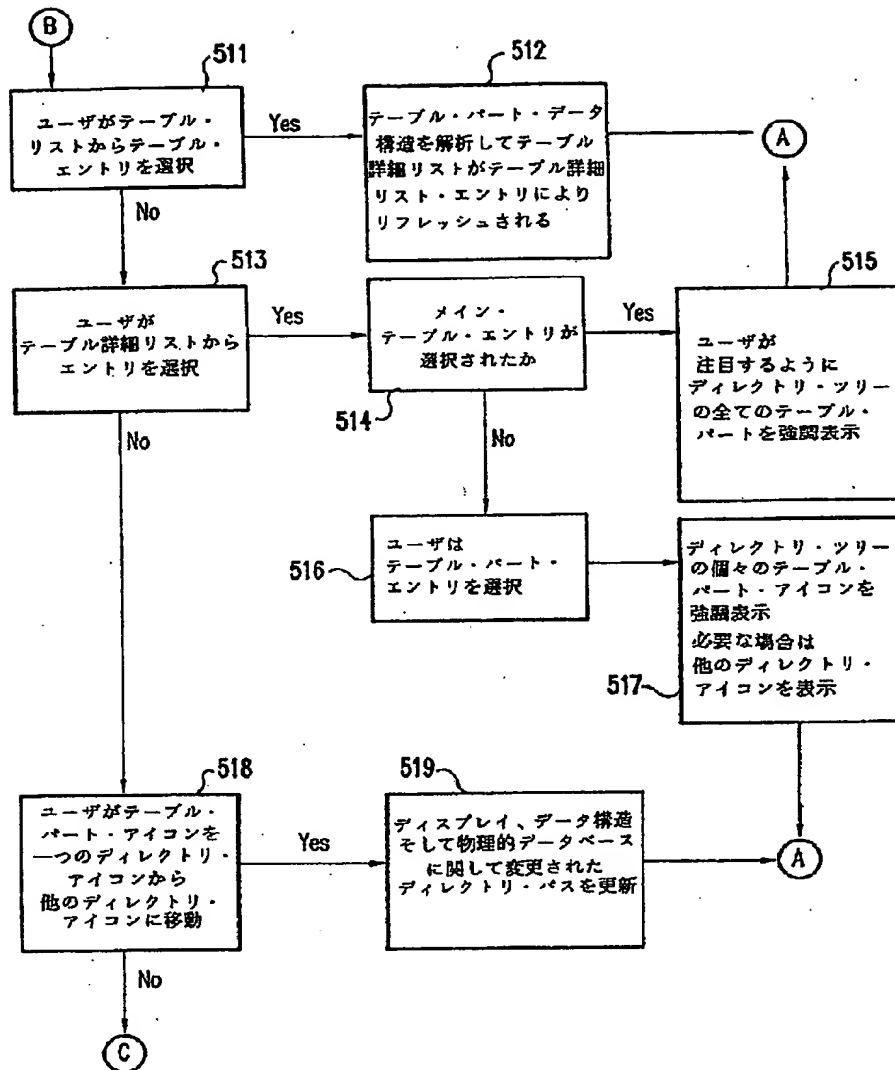 B
511
ユーザがテーブル・
リストからテーブル・
エントリを選択
Yes
512
テーブル・パート・データ
構造を解析してテーブル
詳細リストがテーブル詳細
リスト・エントリにより
リフレッシュされる
A
No
513
ユーザが
テーブル詳細リストから
エントリを選択
Yes
メイン・
テーブル・エントリが
選択されたか
514
Yes
515
ユーザが
注目するように
ディレクトリ・ツリー
の全てのテーブル・
パートを強調表示
No
No
516
ユーザは
テーブル・パート・
エントリを選択
ディレクトリ・ツリー
の個々のテーブル・
パート・アイコンを
強調表示
必要な場合は
他のディレクトリ・
アイコンを表示
517
518
ユーザがテーブル・
パート・アイコンを
一つのディレクトリ・
アイコンから
他のディレクトリ・
アイコンに移動
Yes
519
ディスプレイ、データ構造
そして物理的データベース
に関して変更された
ディレクトリ・パスを更新
A
No
C